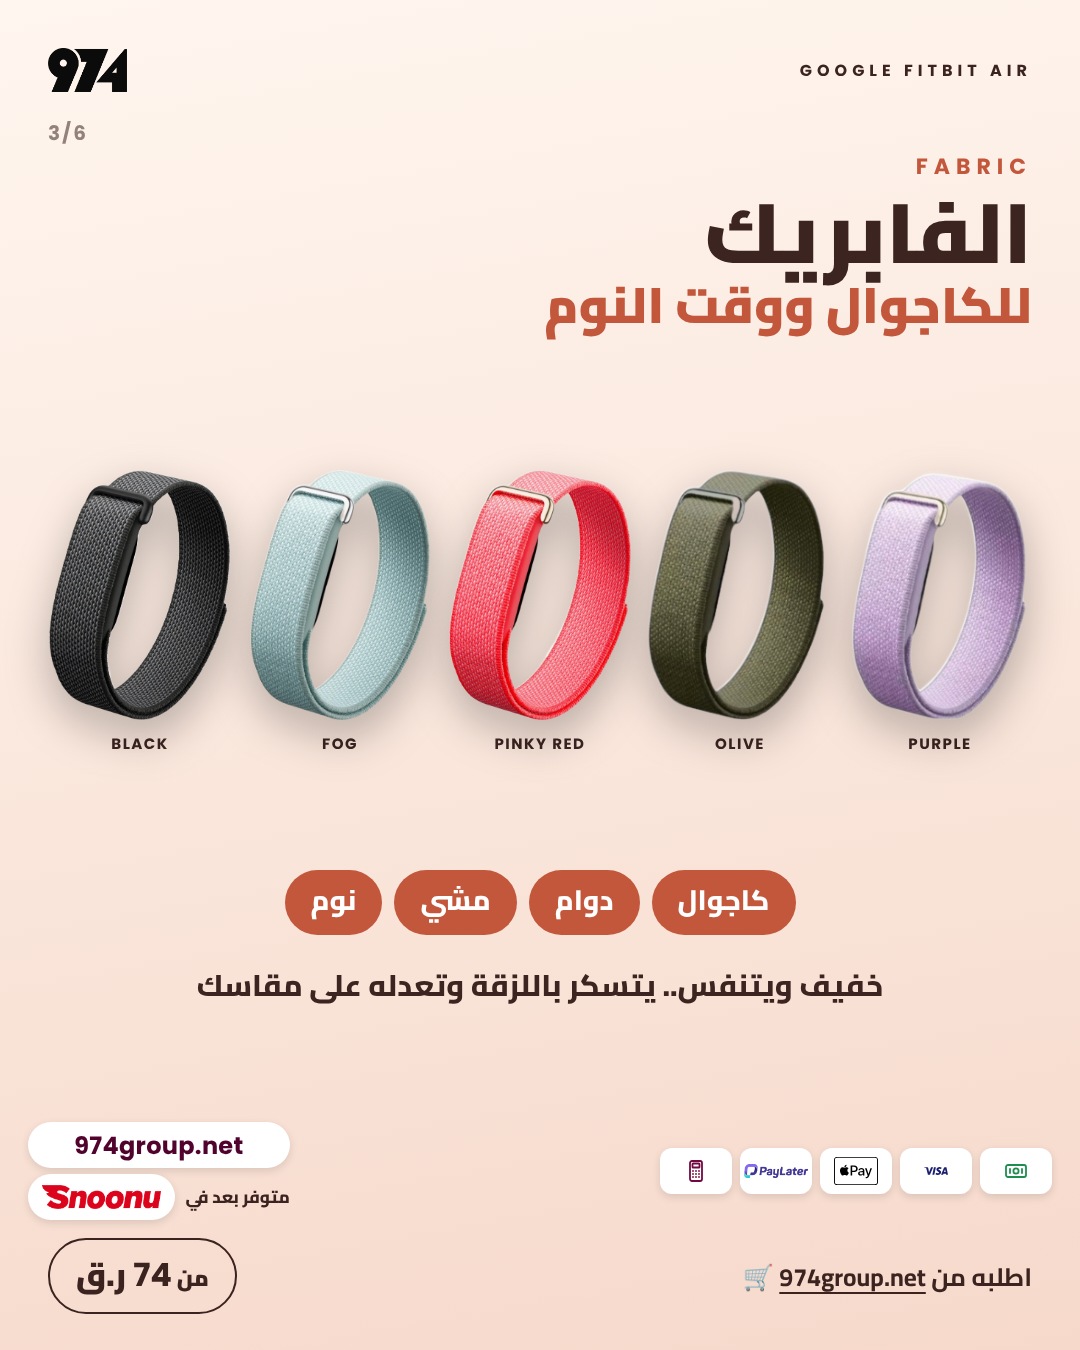 974
GOOGLE FITBIT AIR
3/6
FABRIC
الفابريك
للكاجوال ووقت النوم
BLACK
FOG
PINKY RED
OLIVE
PURPLE
كاجوال
دوام
مشي
نوم
خفيف ويتنفس.. يتسكر باللزقة وتعدله على مقاسك
974group.net
متوفر بعد في Snoonu
PayLater
Pay
VISA
من 74 ر.ق
اطلبه من 974group.net 🛒